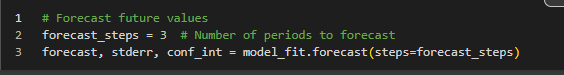 1 # Forecast future values
2 forecast_steps = 3 # Number of periods to forecast
3 forecast, stderr, conf_int = model_fit.forecast(steps=forecast_steps)